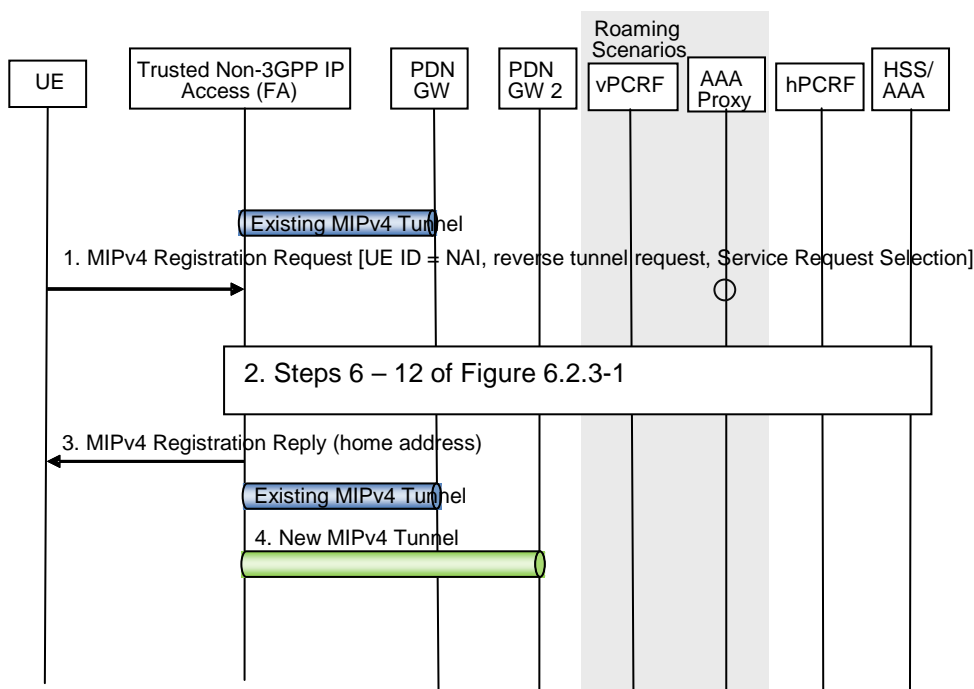 Roaming
Scenarios
UE
Trusted Non-3GPP IP
Access (FA)
PDN
GW
PDN
GW 2
vPCRF
AAA
Proxy
hPCRF
HSS/
AAA
Existing MIPv4 Tunnel
1. MIPv4 Registration Request [UE ID = NAI, reverse tunnel request, Service Request Selection]
2. Steps 6 – 12 of Figure 6.2.3-1
3. MIPv4 Registration Reply (home address)
Existing MIPv4 Tunnel
4. New MIPv4 Tunnel